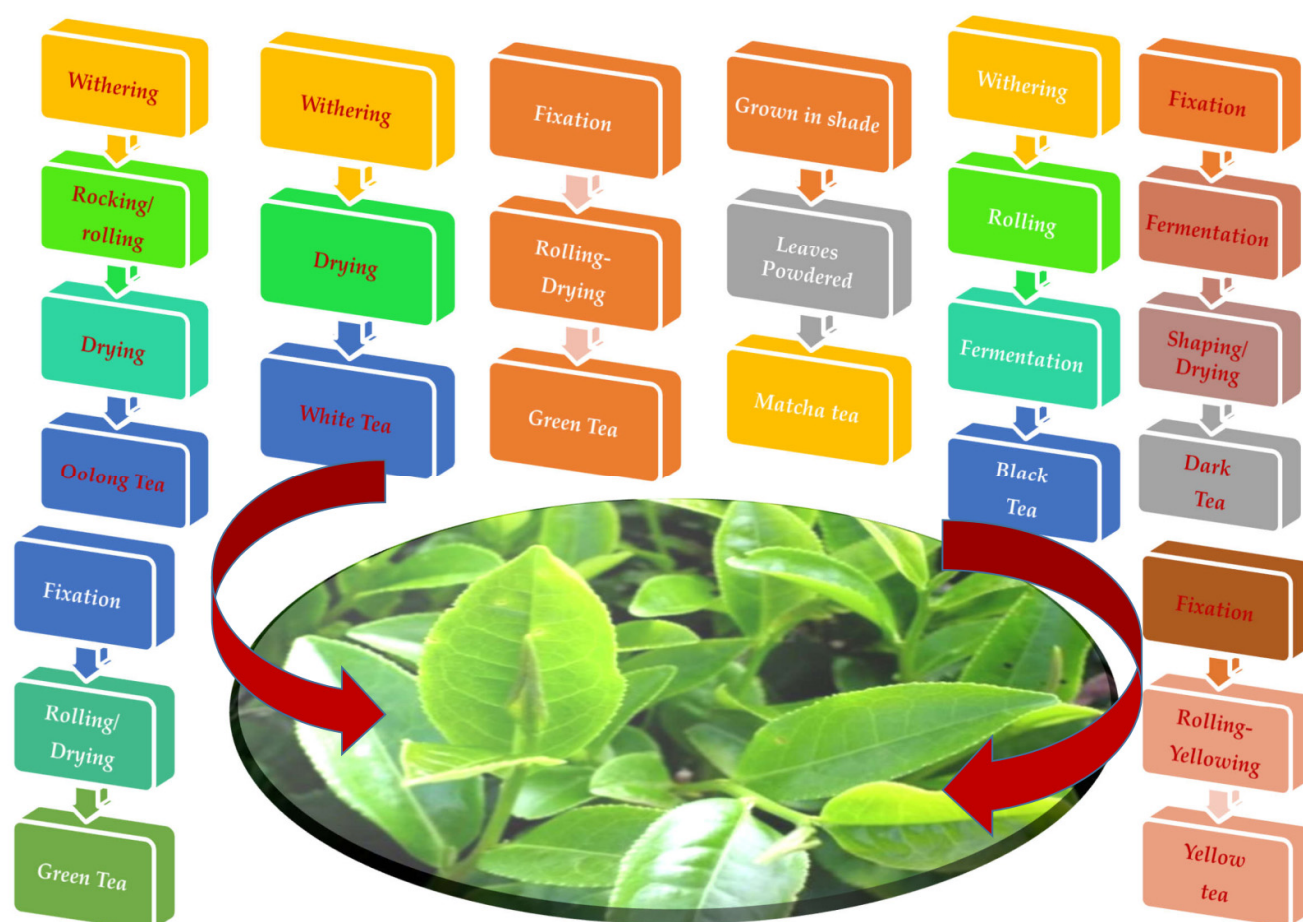 Withering
Rocking/
rolling
Drying
Oolong Tea
Withering
Drying
White Tea
Fixation
Rolling-
Drying
Green Tea
Grown in shade
Leaves
Powdered
Matcha tea
Withering
Rolling
Fermentation
Black
Tea
Fixation
Fermentation
Shaping/
Drying
Dark
Tea
Fixation
Rolling/
Drying
Green Tea
Fixation
Rolling-
Yellowing
Yellow
tea